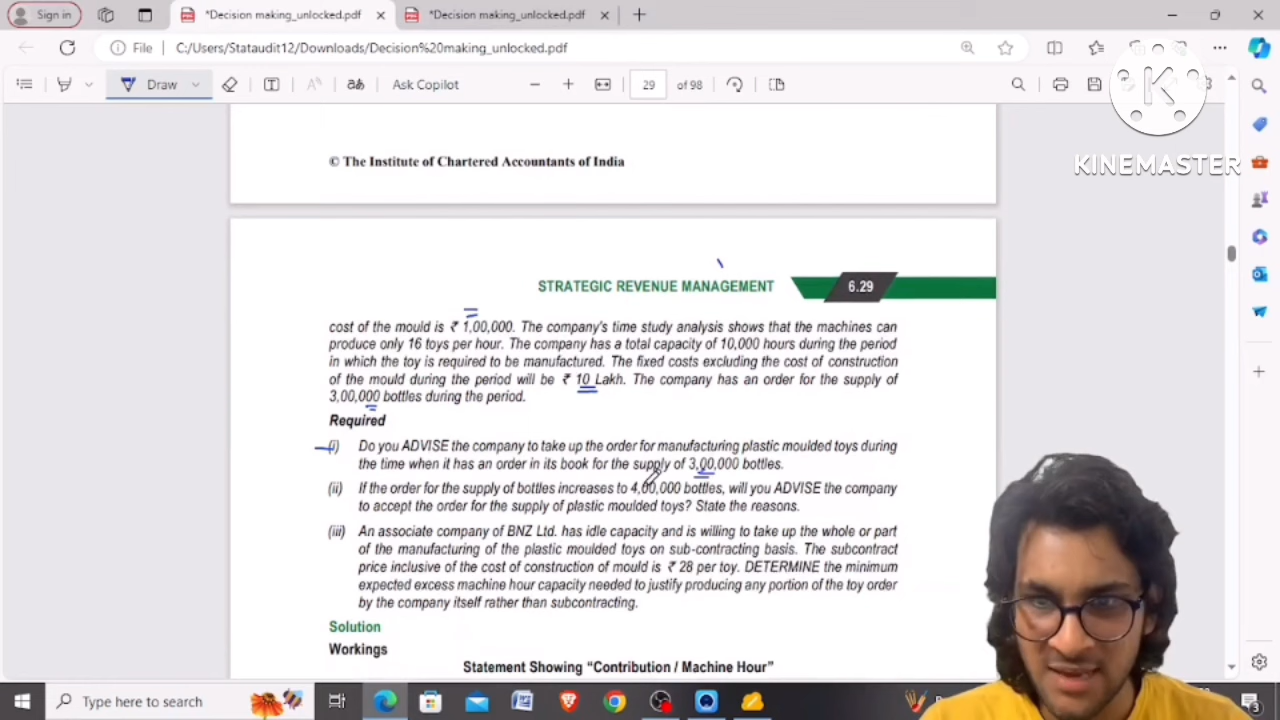 Sign in
*Decision making_unlocked.pdf
*Decision making_unlocked.pdf
File C:/Users/Stataudit12/Downloads/Decision%20making_unlocked.pdf
Draw
Ask Copilot
29 of 98
K
KINEMASTER
© The Institute of Chartered Accountants of India
STRATEGIC REVENUE MANAGEMENT 6.29
cost of the mould is ₹ 1,00,000. The company's time study analysis shows that the machines can
produce only 16 toys per hour. The company has a total capacity of 10,000 hours during the period
in which the toy is required to be manufactured. The fixed costs excluding the cost of construction
of the mould during the period will be ₹ 10 Lakh. The company has an order for the supply of
3,00,000 bottles during the period.
Required
(i) Do you ADVISE the company to take up the order for manufacturing plastic moulded toys during
the time when it has an order in its book for the supply of 3,00,000 bottles.
(ii) If the order for the supply of bottles increases to 4,00,000 bottles, will you ADVISE the company
to accept the order for the supply of plastic moulded toys? State the reasons.
(iii) An associate company of BNZ Ltd. has idle capacity and is willing to take up the whole or part
of the manufacturing of the plastic moulded toys on sub-contracting basis. The subcontract
price inclusive of the cost of construction of mould is ₹ 28 per toy. DETERMINE the minimum
expected excess machine hour capacity needed to justify producing any portion of the toy order
by the company itself rather than subcontracting.
Solution
Workings
Statement Showing "Contribution / Machine Hour"
Type here to search